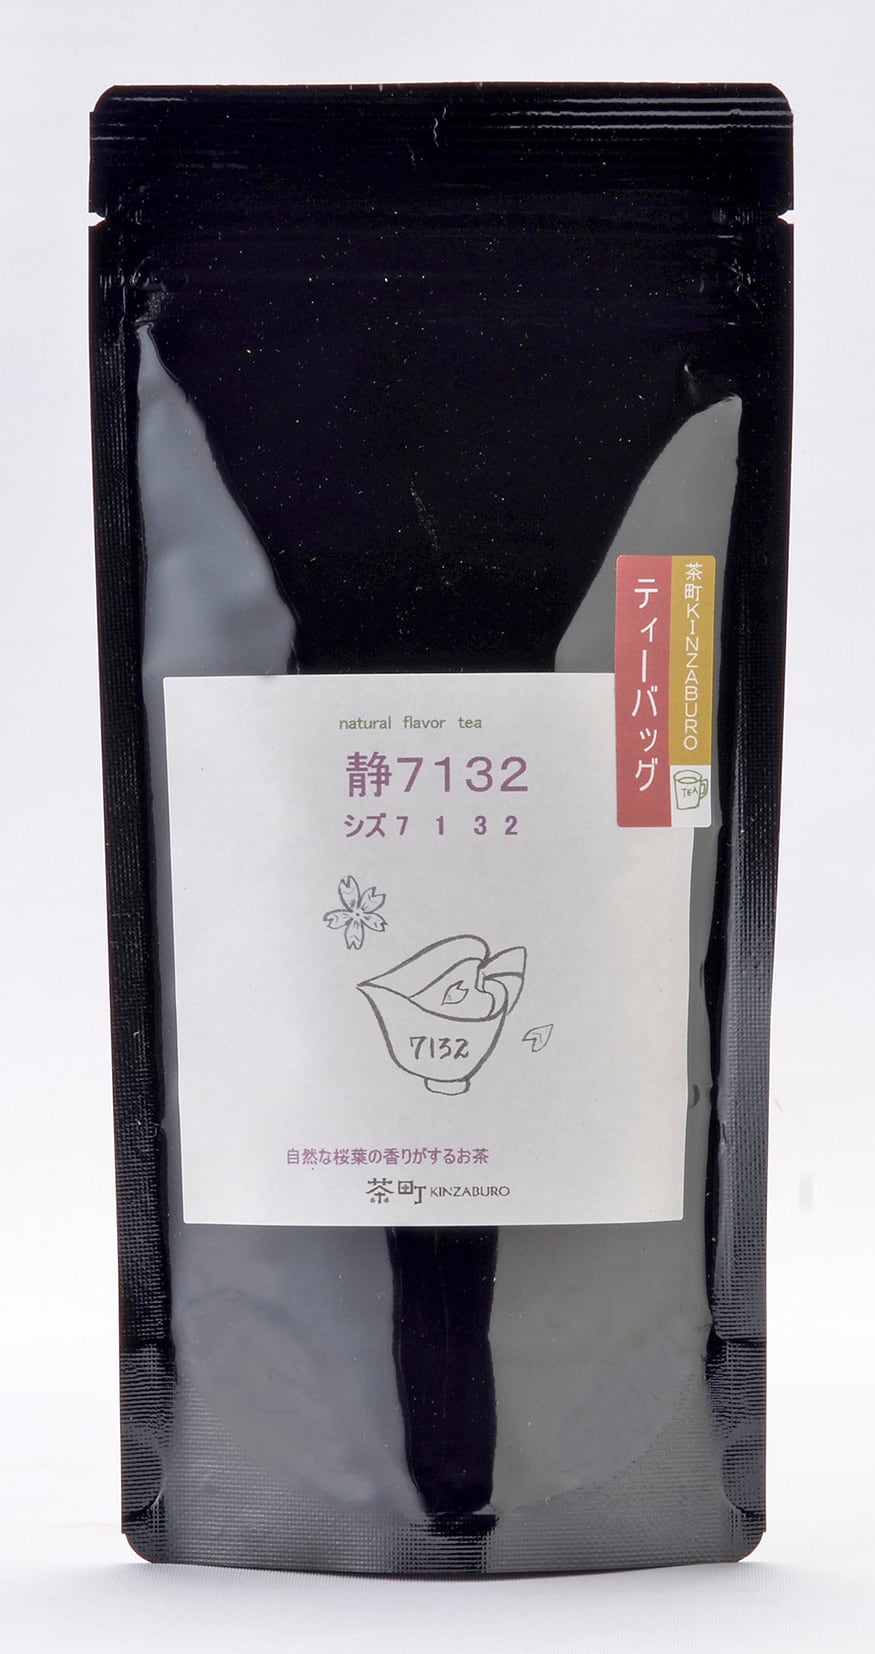 茶町KINZABURO
ティーバッグ
TEA
natural flavor tea
静7132
シズ7132
7132
自然な桜葉の香りがするお茶
茶町 KINZABURO